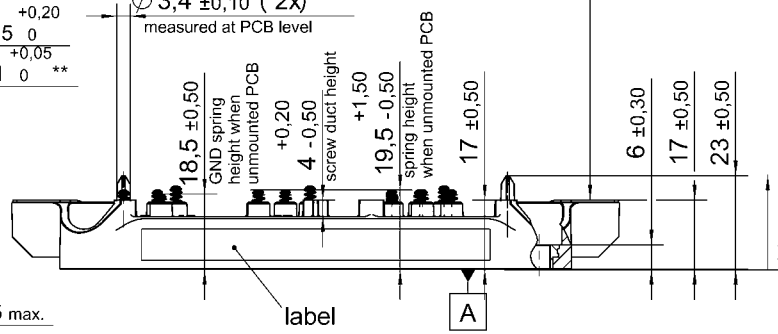 +0,20
5 0
+0,05
0 **
Ø 3,4 ±0,10 ( 2x)
measured at PCB level
18,5 ±0,50
GND spring
height when
unmounted PCB
+0,20
4 -0,50
screw duct height
+1,50
19,5 -0,50
spring height
when unmounted PCB
17 ±0,50
6 ±0,30
17 ±0,50
23 ±0,50
label
A
5 max.